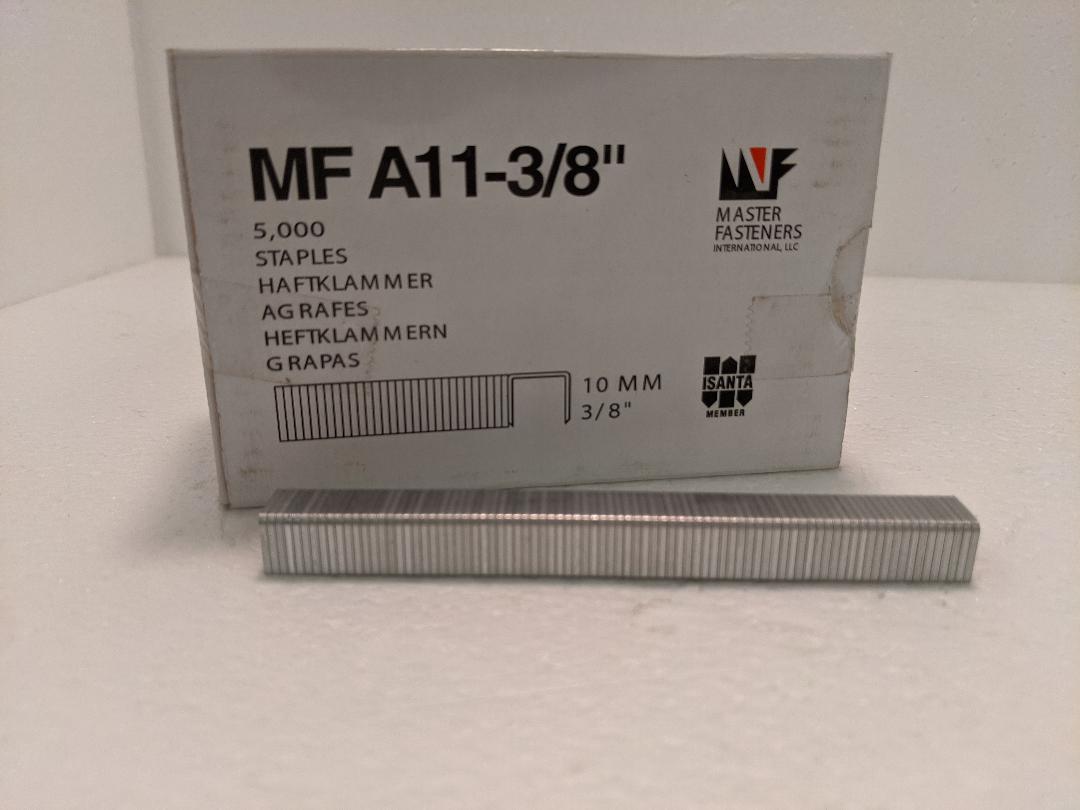 MF A11-3/8"
5,000
STAPLES
HAFTKLAMMER
AGRAFES
HEFTKLAMMERN
GRAPAS
10 MM
3/8"
MF
MASTER
FASTENERS
INTERNATIONAL, LLC
ISANTA
MEMBER